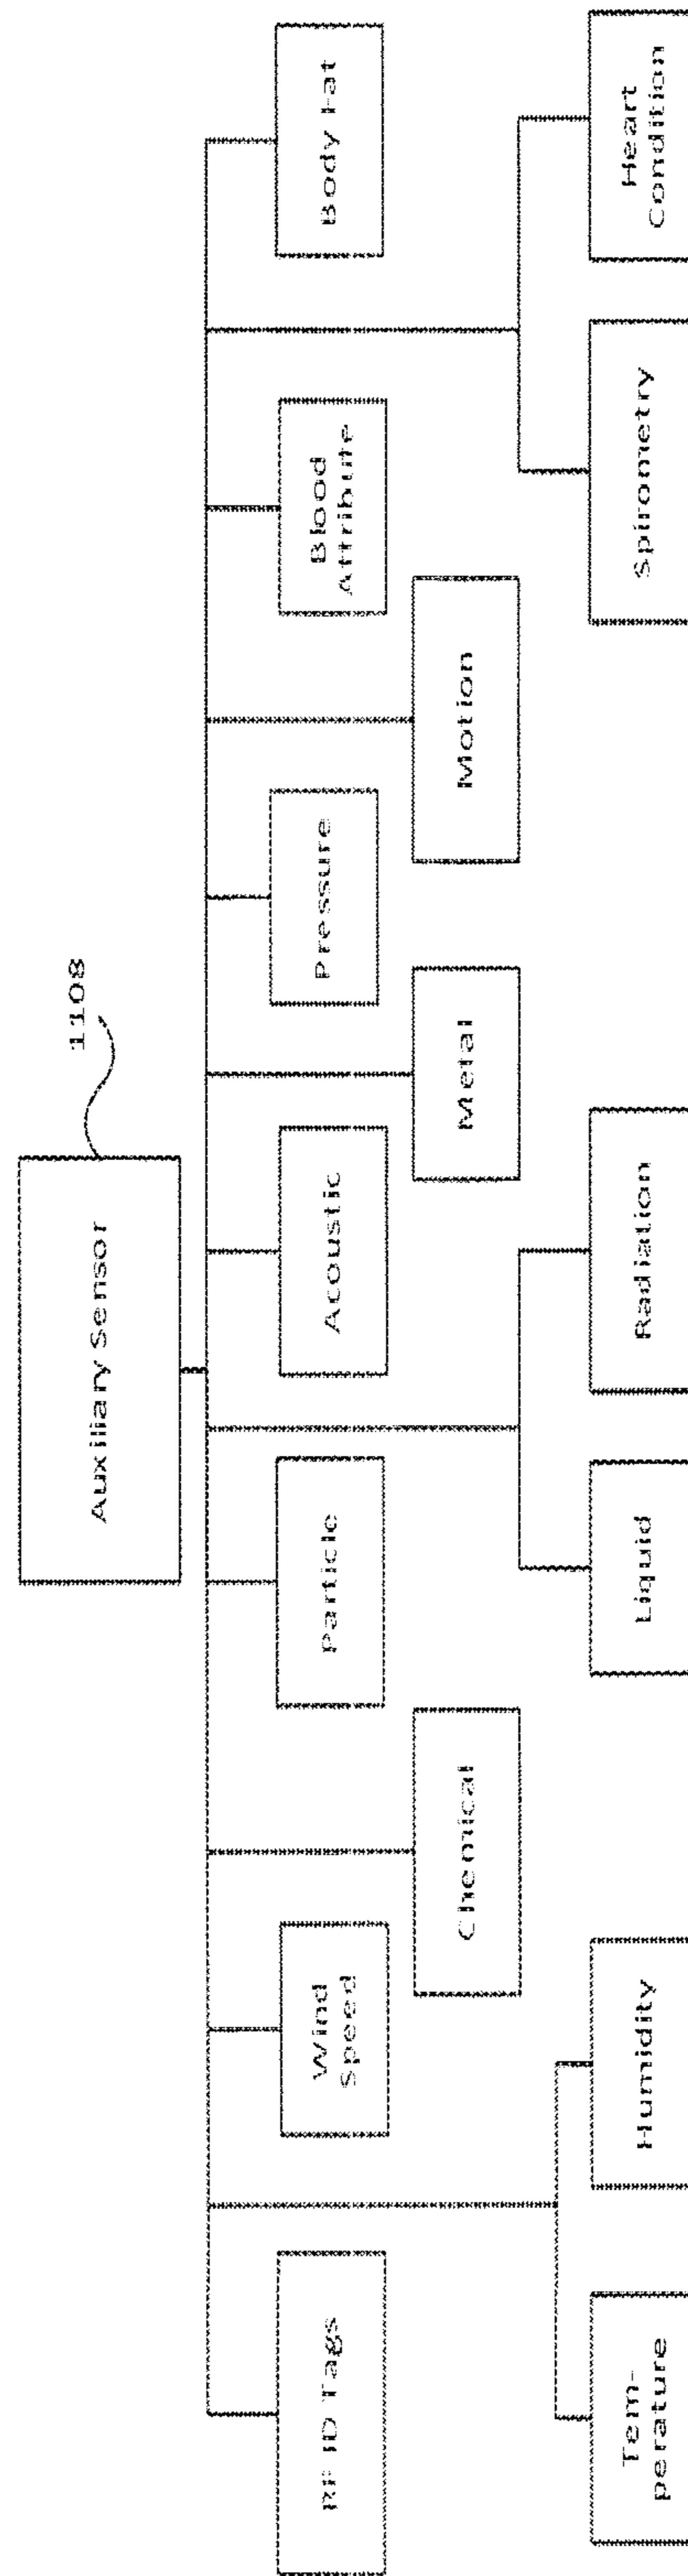 Auxiliary Sensor
1108
RF ID Tags
Wind
Speed
Particle
Acoustic
Pressure
Blood
Attribute
Body Fat
Chemical
Metal
Motion
Tem-
perature
Humidity
Liquid
Radiation
Spirometry
Heart
Condition